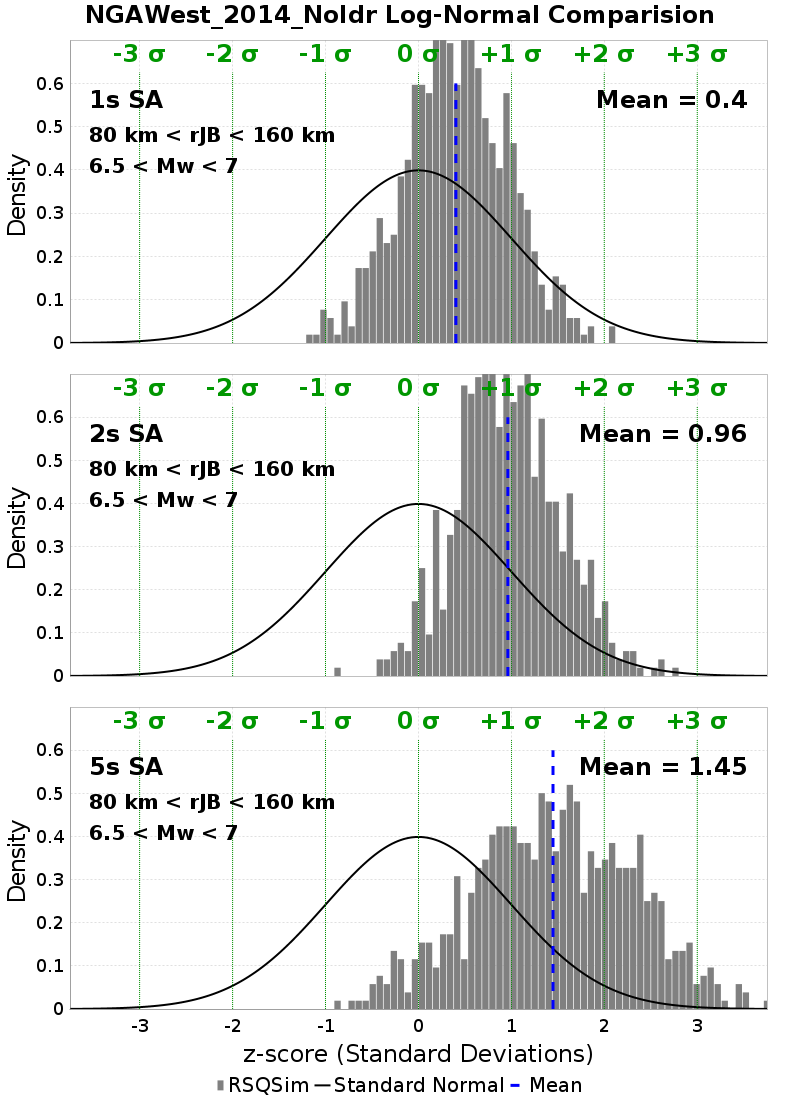 NGAWest_2014_NoIdr Log-Normal Comparision
-3 σ -2 σ -1 σ 0 σ +1 σ +2 σ +3 σ
1s SA Mean = 0.4
80 km < rJB < 160 km
6.5 < Mw < 7
Density
0.6
0.5
0.4
0.3
0.2
0.1
0
-3 σ -2 σ -1 σ 0 σ +1 σ +2 σ +3 σ
2s SA Mean = 0.96
80 km < rJB < 160 km
6.5 < Mw < 7
Density
0.6
0.5
0.4
0.3
0.2
0.1
0
-3 σ -2 σ -1 σ 0 σ +1 σ +2 σ +3 σ
5s SA Mean = 1.45
80 km < rJB < 160 km
6.5 < Mw < 7
Density
0.6
0.5
0.4
0.3
0.2
0.1
0
-3 -2 -1 0 1 2 3
z-score (Standard Deviations)
RSQSim Standard Normal Mean